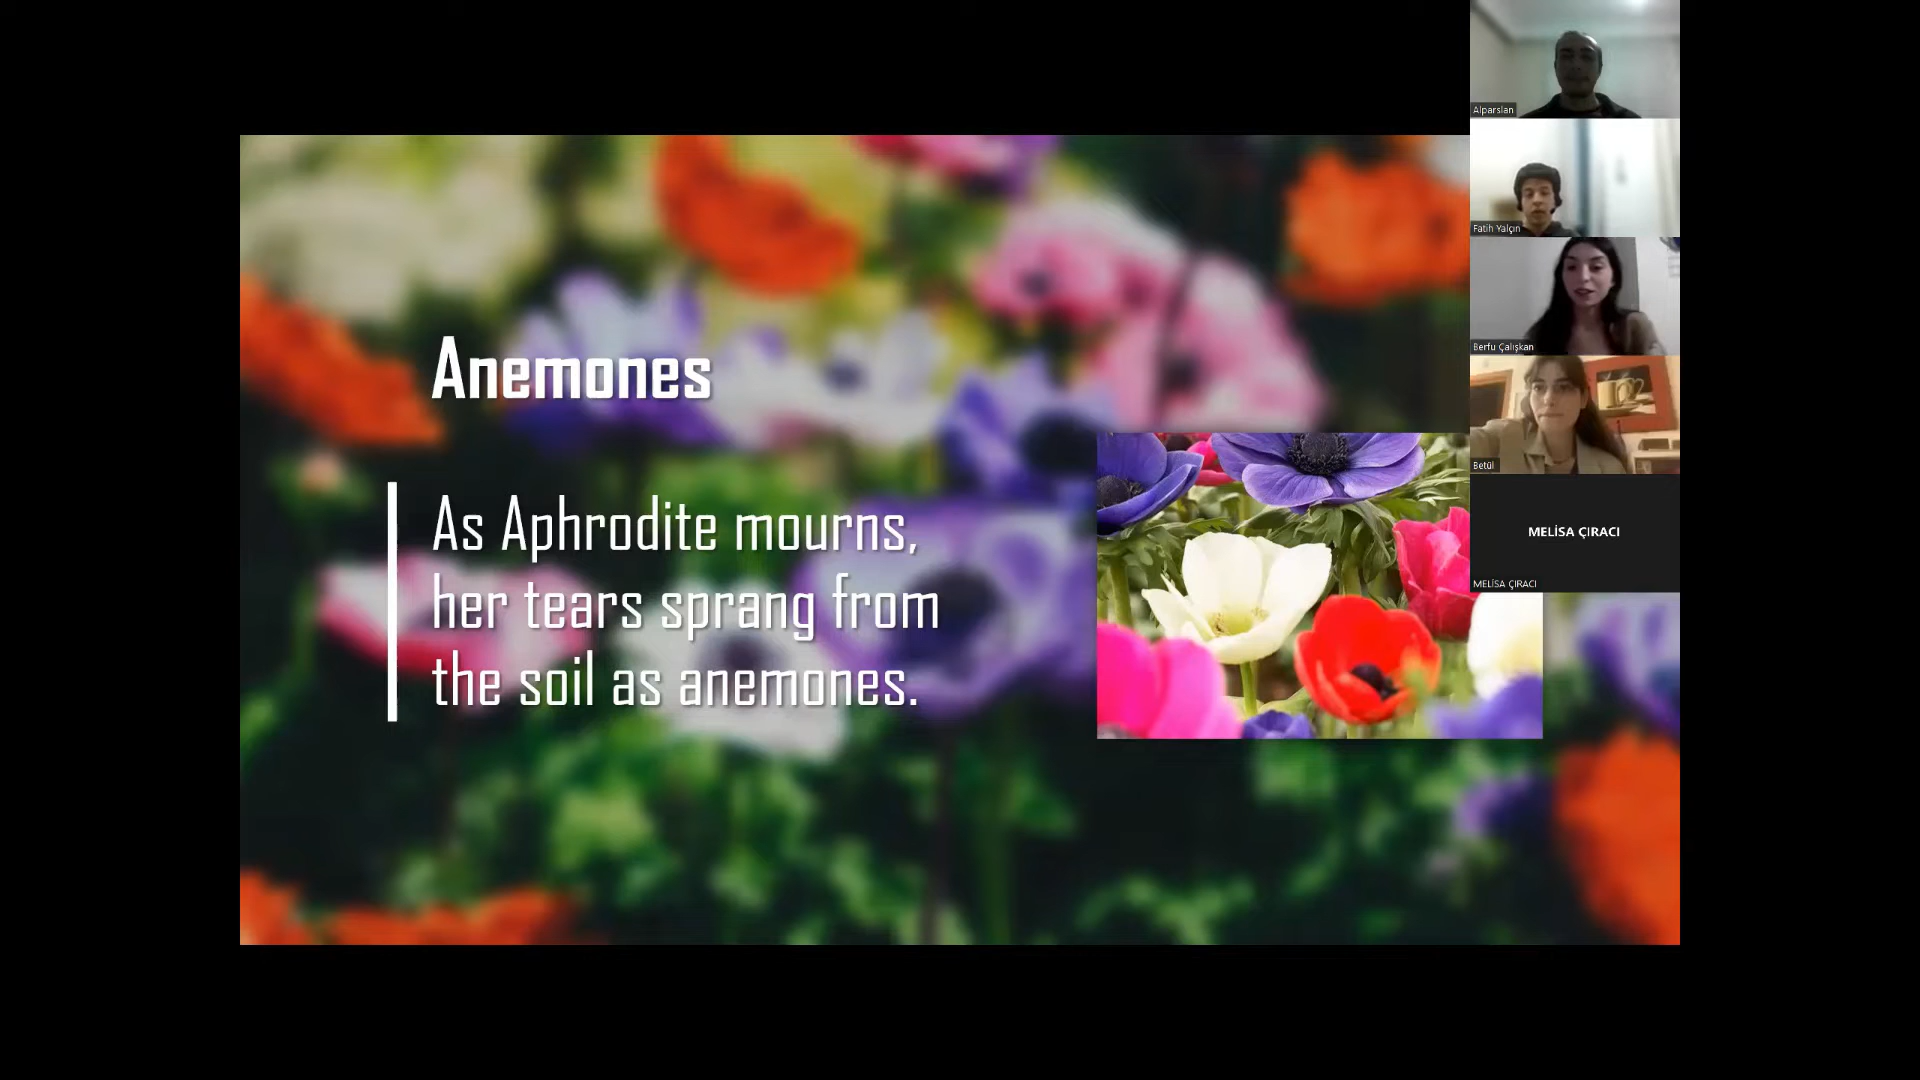 Anemones
As Aphrodite mourns,
her tears sprang from
the soil as anemones.
Alparslan
Fatih Yalçın
Berfu Çalışkan
Betül
MELİSA ÇIRACI
MELİSA ÇIRACI